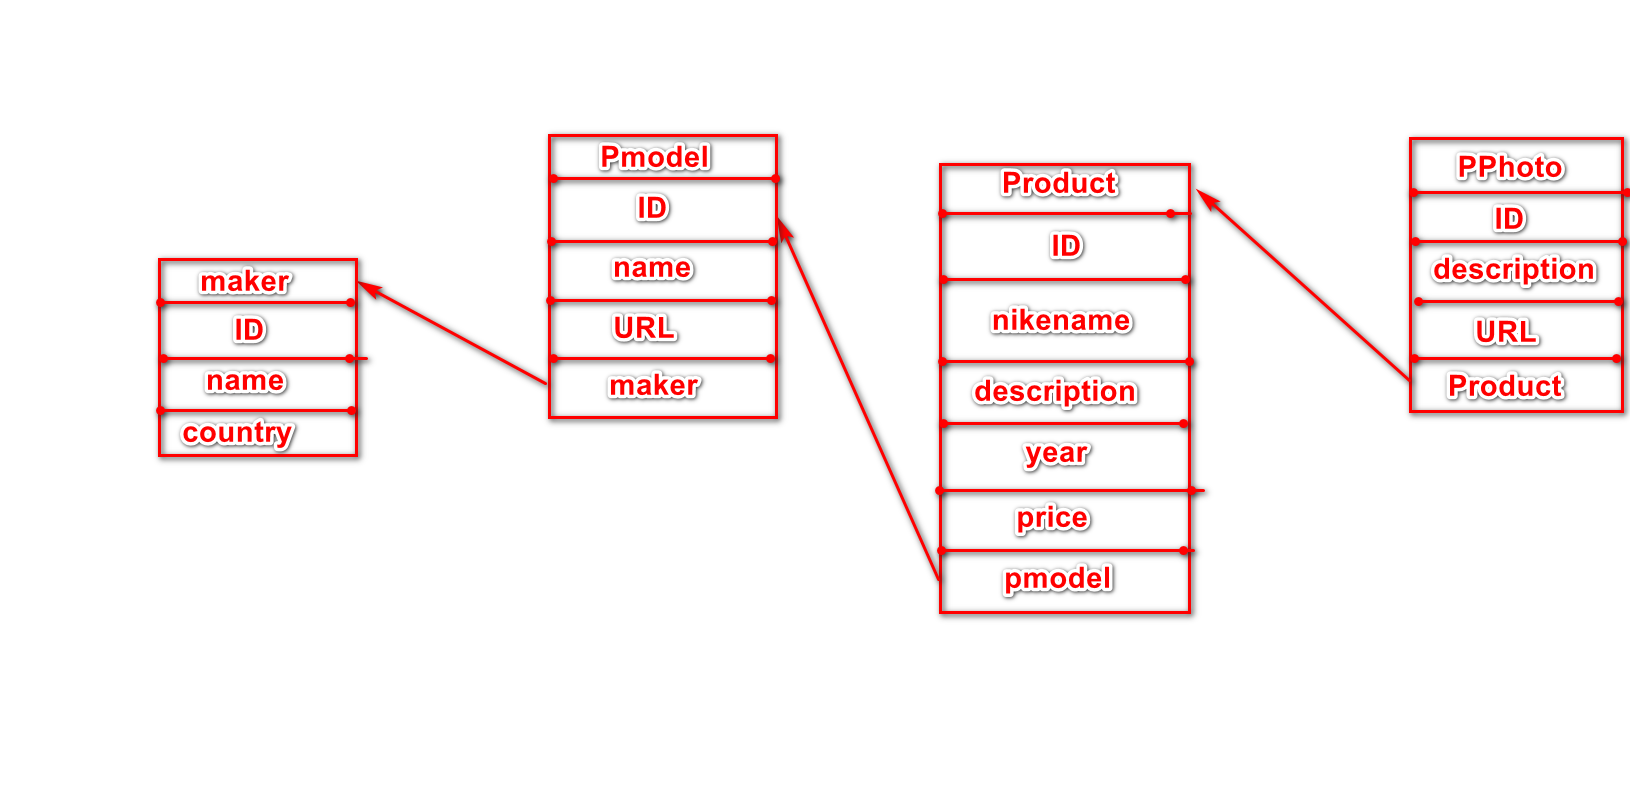 maker
ID
name
country
Pmodel
ID
name
URL
maker
Product
ID
nikename
description
year
price
pmodel
PPhoto
ID
description
URL
Product